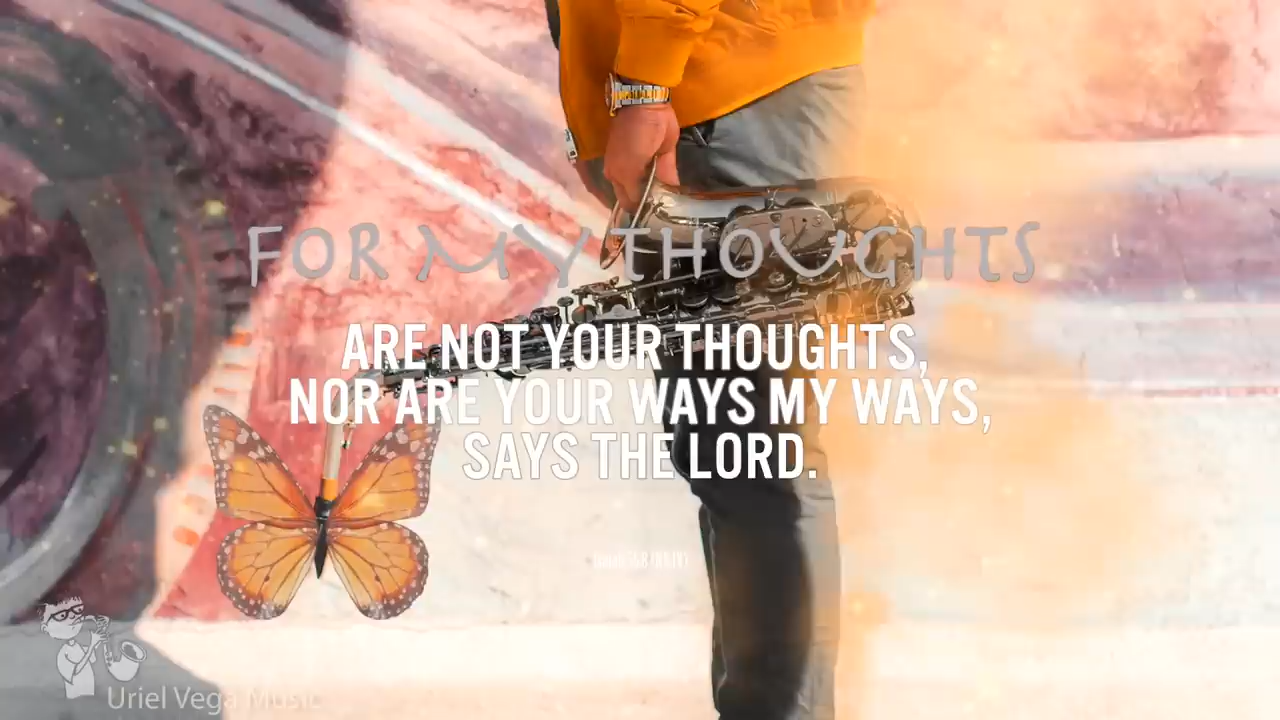 FOR MY THOUGHTS
ARE NOT YOUR THOUGHTS,
NOR ARE YOUR WAYS MY WAYS,
SAYS THE LORD.
Uriel Vega Music